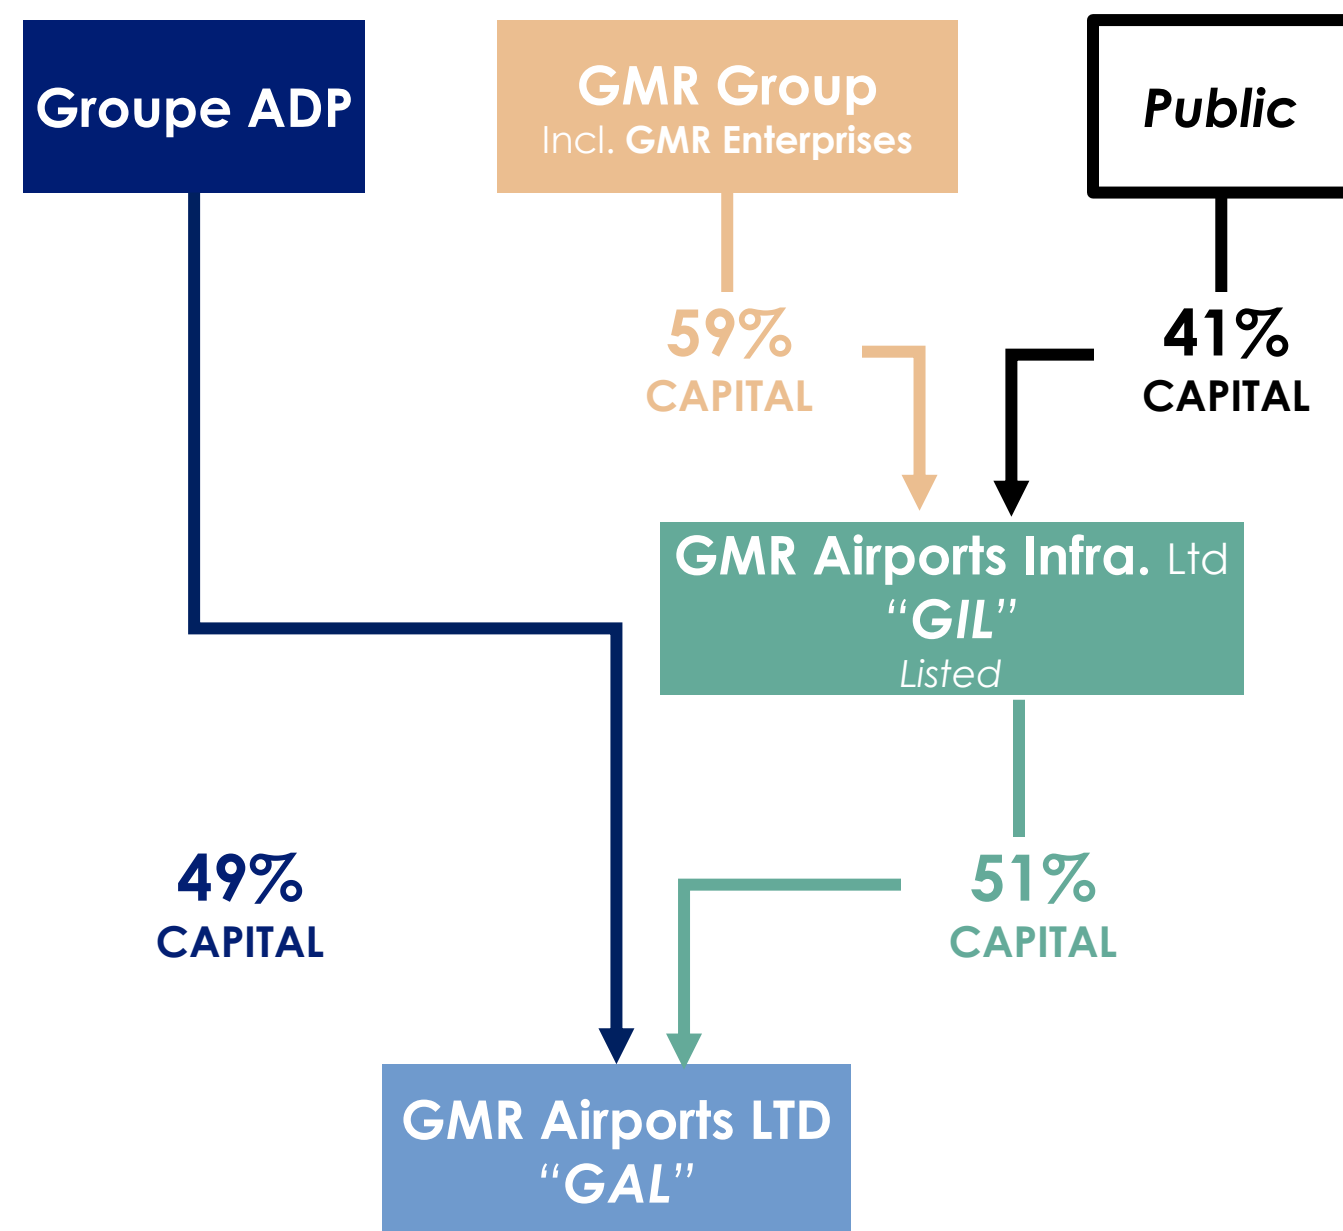 Groupe ADP
GMR Group
Incl. GMR Enterprises
Public
59%
CAPITAL
41%
CAPITAL
GMR Airports Infra. Ltd
“GIL”
Listed
49%
CAPITAL
51%
CAPITAL
GMR Airports LTD
“GAL”